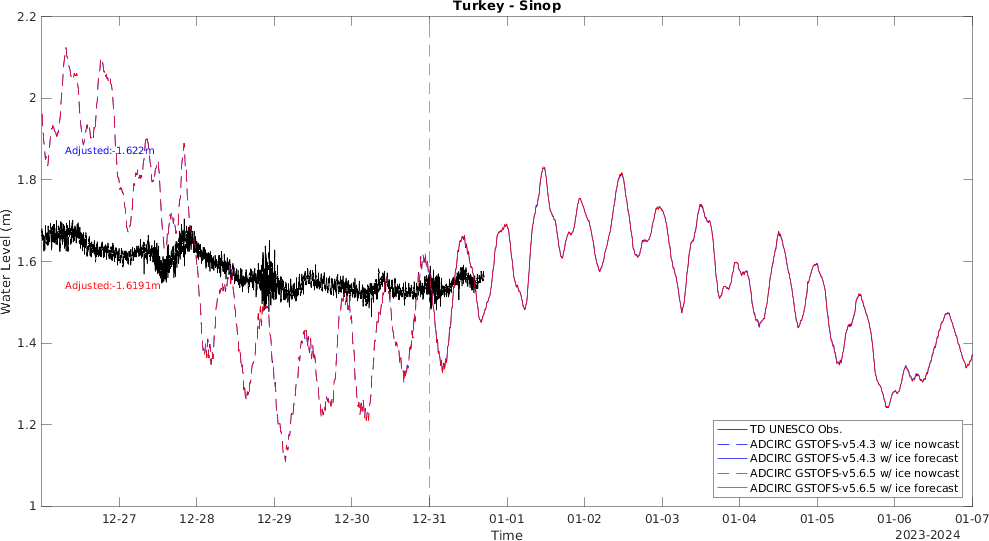 Turkey - Sinop
2.2
2
1.8
1.6
1.4
1.2
1
Water Level (m)
Adjusted:-1.622m
Adjusted:-1.6191m
TD UNESCO Obs.
ADCIRC GSTOFS-v5.4.3 w/ ice nowcast
ADCIRC GSTOFS-v5.4.3 w/ ice forecast
ADCIRC GSTOFS-v5.6.5 w/ ice nowcast
ADCIRC GSTOFS-v5.6.5 w/ ice forecast
12-27 12-28 12-29 12-30 12-31 01-01 01-02 01-03 01-04 01-05 01-06 01-07
Time
2023-2024